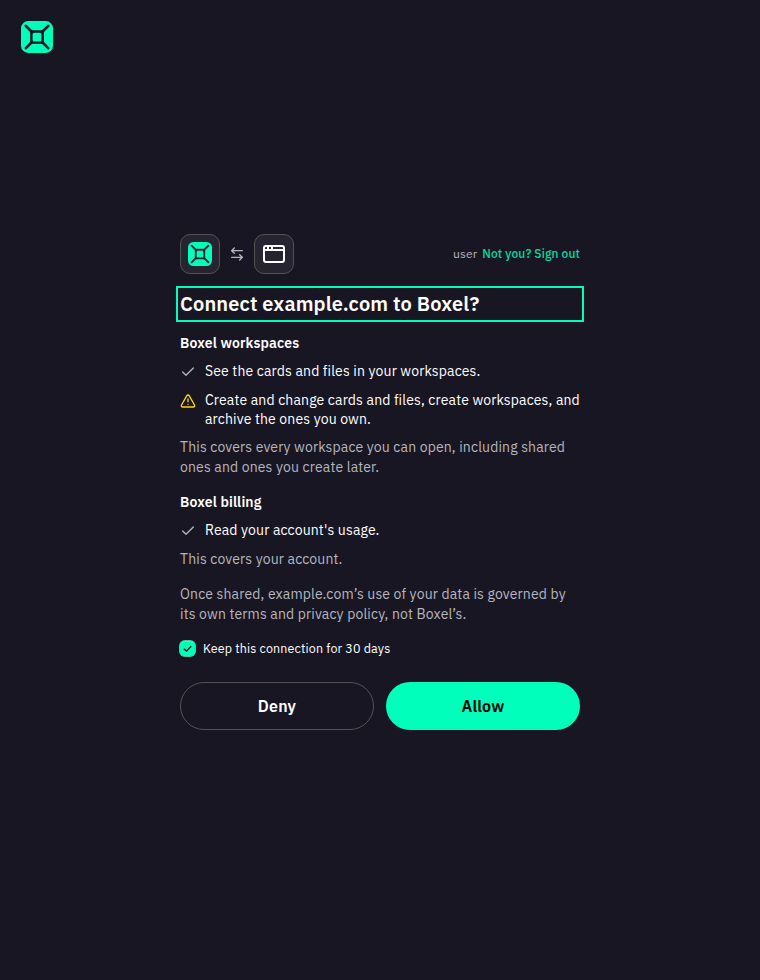 user Not you? Sign out
Connect example.com to Boxel?
Boxel workspaces
See the cards and files in your workspaces.
Create and change cards and files, create workspaces, and
archive the ones you own.
This covers every workspace you can open, including shared
ones and ones you create later.
Boxel billing
Read your account's usage.
This covers your account.
Once shared, example.com’s use of your data is governed by
its own terms and privacy policy, not Boxel’s.
Keep this connection for 30 days
Deny
Allow